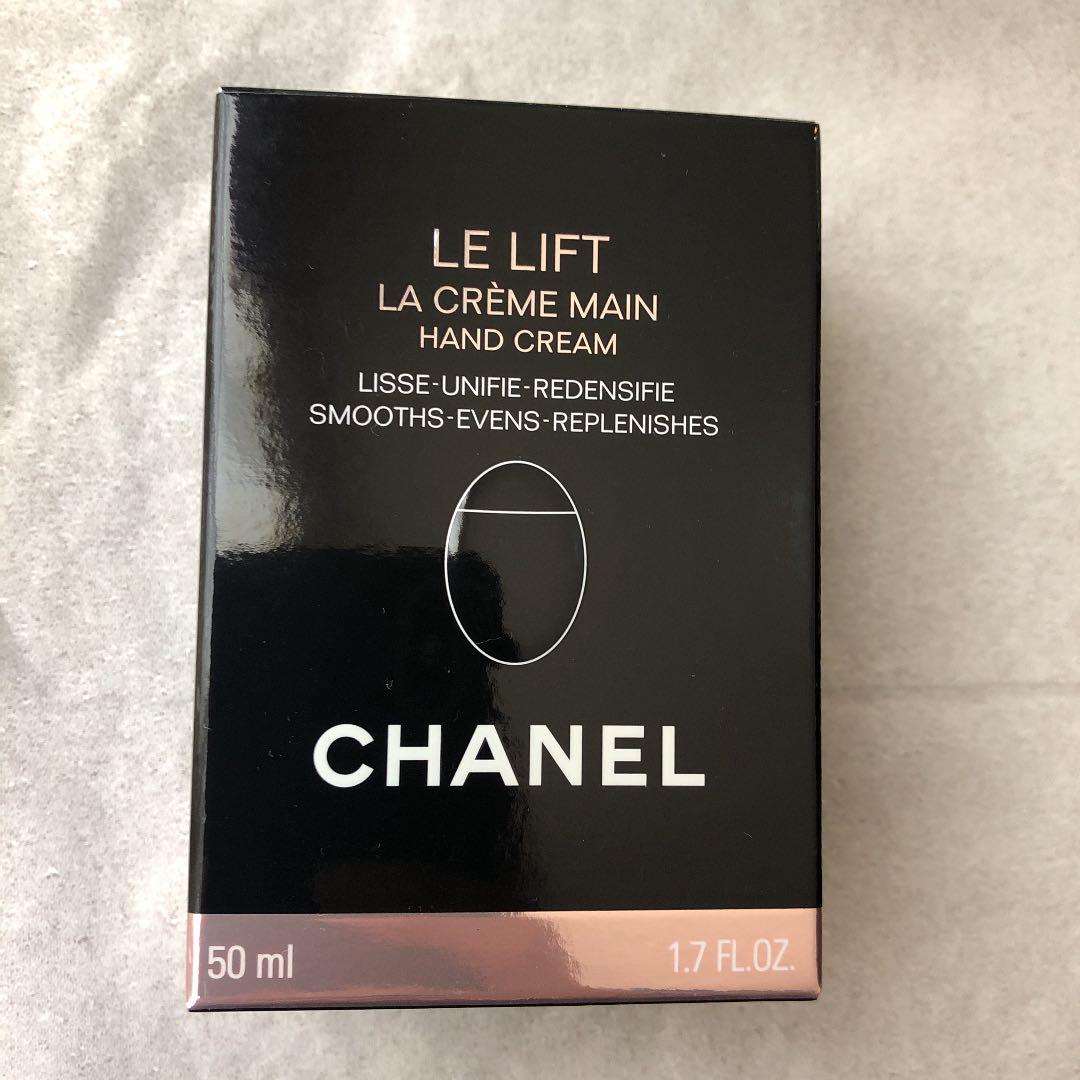 LE LIFT
LA CRÈME MAIN
HAND CREAM
LISSE-UNIFIE-REDENSIFIE
SMOOTHS-EVENS-REPLENISHES
CHANEL
50 ml 1.7 FL.OZ.